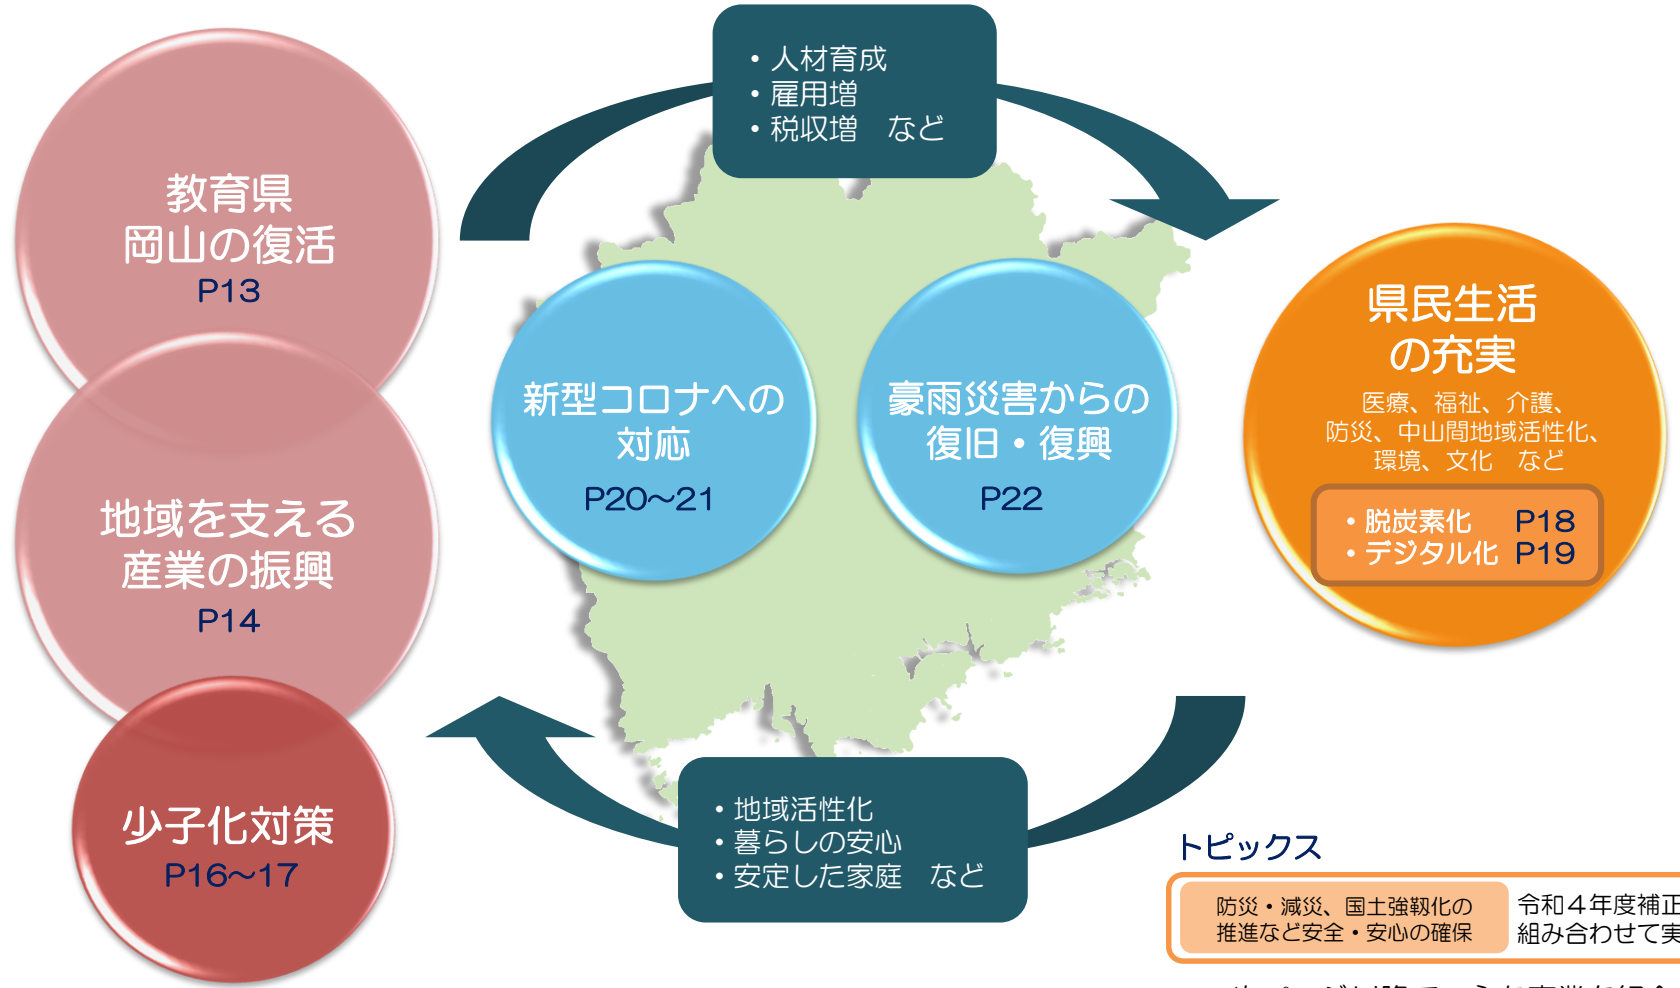 ・人材育成
・雇用増
・税収増　など
教育県
岡山の復活
P13
地域を支える
産業の振興
P14
少子化対策
P16～17
新型コロナへの
対応
P20～21
豪雨災害からの
復旧・復興
P22
県民生活
の充実
医療、福祉、介護、
防災、中山間地域活性化、
環境、文化　など
・脱炭素化　P18
・デジタル化　P19
・地域活性化
・暮らしの安心
・安定した家庭　など
トピックス
防災・減災、国土強靱化の
推進など安全・安心の確保
令和４年度補正
組み合わせて実